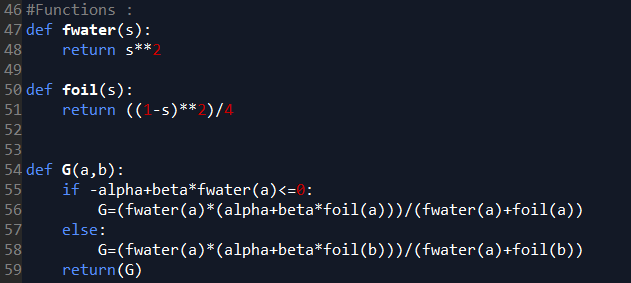 46 #Functions :
47 def fwater(s):
48     return s**2
49
50 def foil(s):
51     return ((1-s)**2)/4
52
53
54 def G(a,b):
55     if -alpha+beta*fwater(a)<=0:
56         G=(fwater(a)*(alpha+beta*foil(a)))/(fwater(a)+foil(a))
57     else:
58         G=(fwater(a)*(alpha+beta*foil(b)))/(fwater(a)+foil(b))
59     return(G)